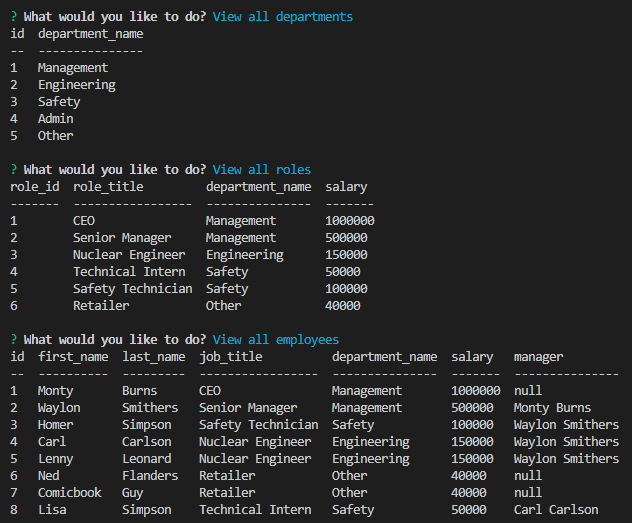 ? What would you like to do? View all departments
id  department_name
--  ---------------
1   Management
2   Engineering
3   Safety
4   Admin
5   Other
? What would you like to do? View all roles
role_id  role_title         department_name  salary
-------  -----------------  ---------------  -------
1        CEO                Management       1000000
2        Senior Manager     Management       500000
3        Nuclear Engineer   Engineering      150000
4        Technical Intern   Safety           50000
5        Safety Technician  Safety           100000
6        Retailer           Other            40000
? What would you like to do? View all employees
id  first_name  last_name  job_title          department_name  salary   manager
--  ----------  ---------  -----------------  ---------------  -------  ---------------
1   Monty       Burns      CEO                Management       1000000  null
2   Waylon      Smithers   Senior Manager     Management       500000   Monty Burns
3   Homer       Simpson    Safety Technician  Safety           100000   Waylon Smithers
4   Carl        Carlson    Nuclear Engineer   Engineering      150000   Waylon Smithers
5   Lenny       Leonard    Nuclear Engineer   Engineering      150000   Waylon Smithers
6   Ned         Flanders   Retailer           Other            40000    null
7   Comicbook   Guy        Retailer           Other            40000    null
8   Lisa        Simpson    Technical Intern   Safety           50000    Carl Carlson